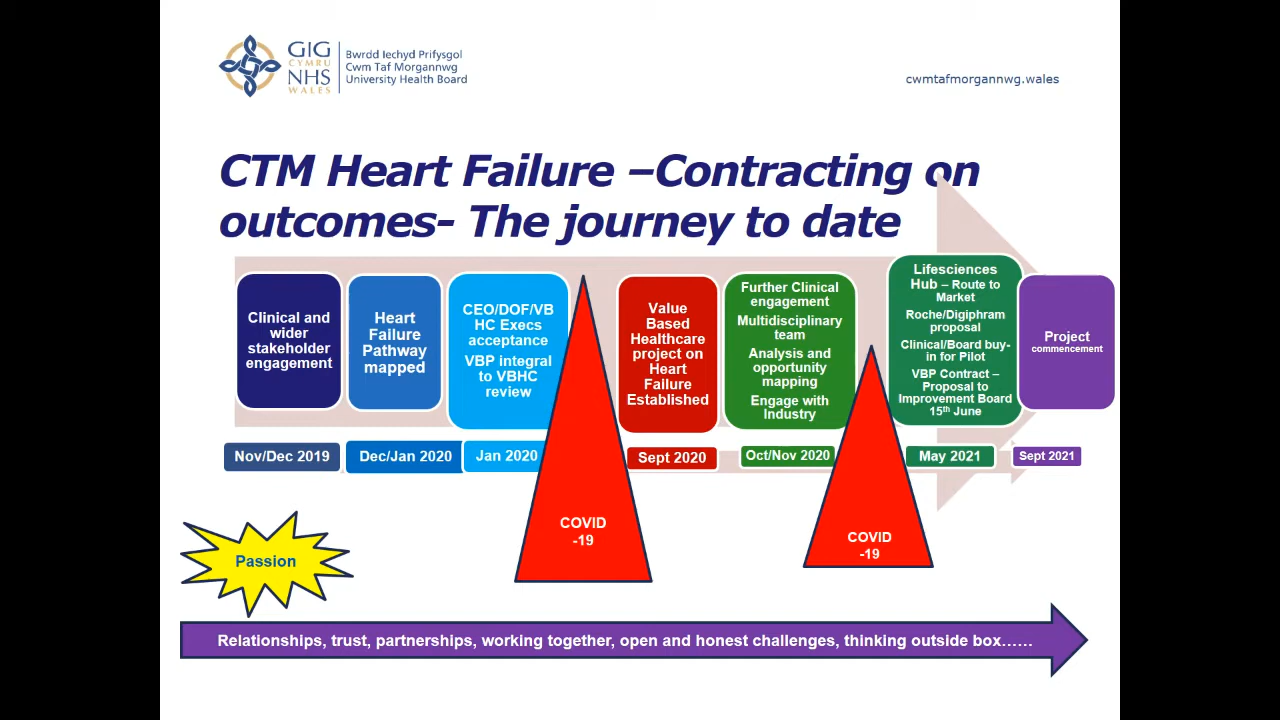 GIG
CYMRU
NHS
WALES
Bwrdd Iechyd Prifysgol
Cwm Taf Morgannwg
University Health Board
cwmtafmorgannwg.wales
CTM Heart Failure –Contracting on
outcomes- The journey to date
Clinical and
wider
stakeholder
engagement
Heart
Failure
Pathway
mapped
CEO/DOF/VB
HC Execs
acceptance
VBP integral
to VBHC
review
Value
Based
Healthcare
project on
Heart
Failure
Established
Further Clinical
engagement
Multidisciplinary
team
Analysis and
opportunity
mapping
Engage with
Industry
Lifesciences
Hub – Route to
Market
Roche/Digiphram
proposal
Clinical/Board buy-
in for Pilot
VBP Contract –
Proposal to
Improvement Board
15th June
Project
commencement
Nov/Dec 2019
Dec/Jan 2020
Jan 2020
Sept 2020
Oct/Nov 2020
May 2021
Sept 2021
COVID
-19
COVID
-19
Passion
Relationships, trust, partnerships, working together, open and honest challenges, thinking outside box……